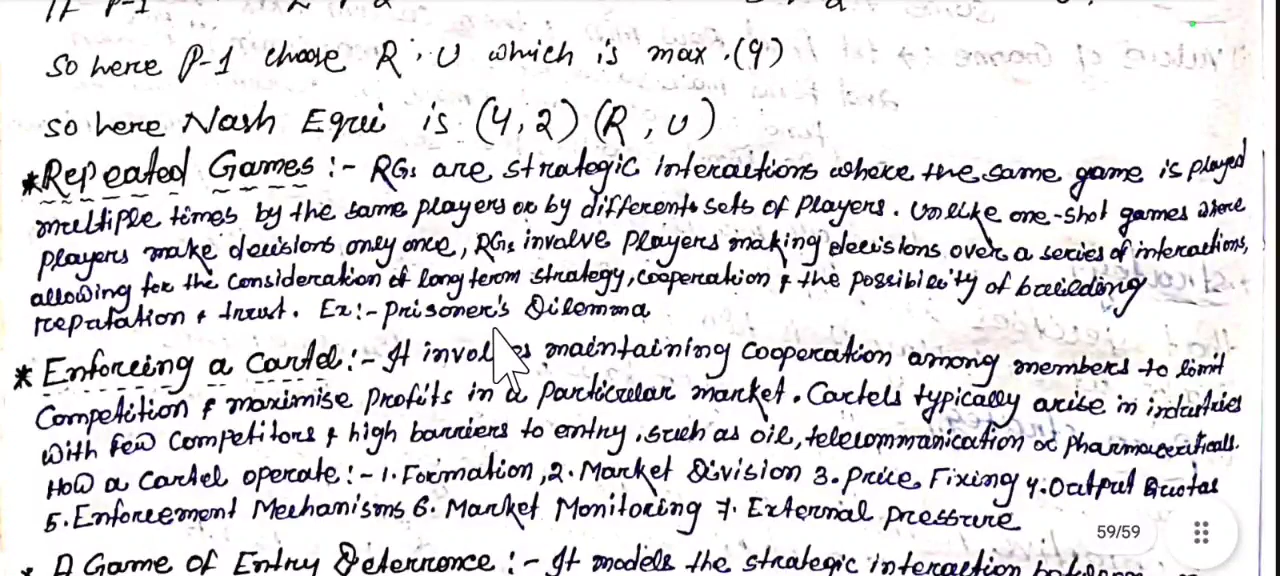 If P-1
So here P-1 choose R, U which is max.(4)
so here Nash Equi is (4,2) (R, U)
*Repeated Games :- RGs are strategic interactions where the same game is played
multiple times by the same players or by different sets of Players. Unlike one-shot games where
players make decisions only once, RGs involve Players making decisions over a series of interactions,
allowing for the consideration of long term strategy, cooperation & the possibility of building
reputation & trust. Ex:- Prisoner's Dilemma
* Enforcing a Cartel :- It involves maintaining Cooperation among members to limit
Competition & maximise Profits in a Particular market. Cartels typically arise in industries
with few Competitors & high barriers to entry, such as oil, telecommunication or Pharmaceuticals.
How a Cartel operate :- 1. Formation, 2. Market Division 3. Price Fixing 4. Output Quotas
5. Enforcement Mechanisms 6. Market Monitoring 7. External Pressure
59/59
* A Game of Entry Deterrence :- It models the strategic interaction between